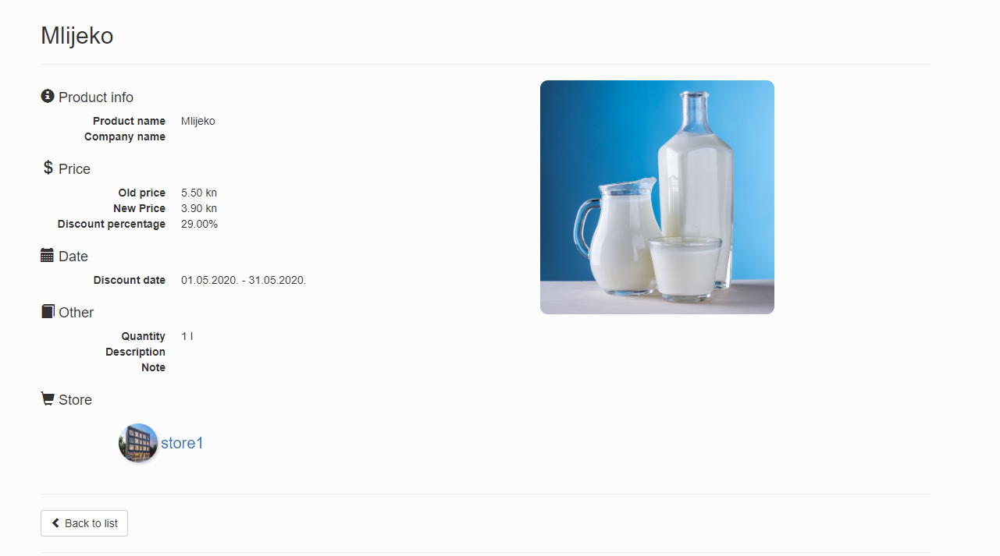 Mlijeko
Product info
Product name Mlijeko
Company name
Price
Old price 5.50 kn
New Price 3.90 kn
Discount percentage 29.00%
Date
Discount date 01.05.2020. - 31.05.2020.
Other
Quantity 1 l
Description
Note
Store
store1
Back to list